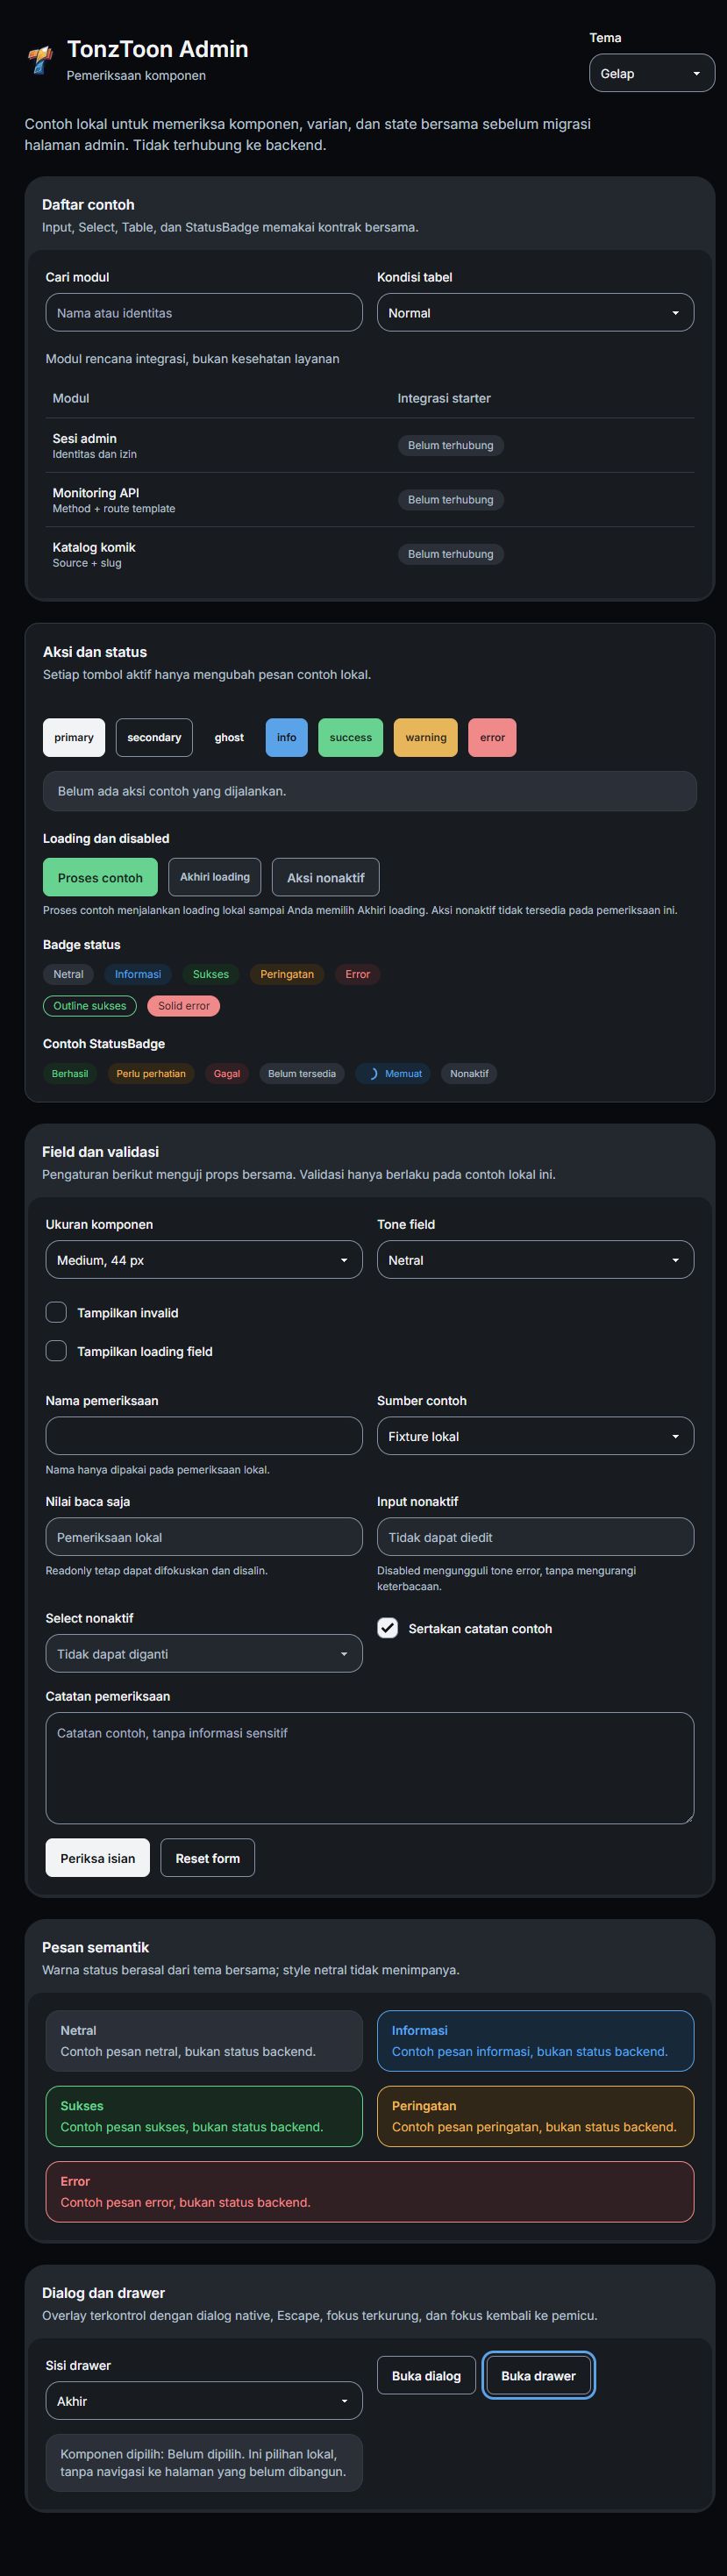 TonzToon Admin
Pemeriksaan komponen
Tema
Gelap
Contoh lokal untuk memeriksa komponen, varian, dan state bersama sebelum migrasi
halaman admin. Tidak terhubung ke backend.
Daftar contoh
Input, Select, Table, dan StatusBadge memakai kontrak bersama.
Cari modul
Kondisi tabel
Nama atau identitas
Normal
Modul rencana integrasi, bukan kesehatan layanan
Modul
Integrasi starter
Sesi admin
Identitas dan izin
Belum terhubung
Monitoring API
Method + route template
Belum terhubung
Katalog komik
Source + slug
Belum terhubung
Aksi dan status
Setiap tombol aktif hanya mengubah pesan contoh lokal.
primary
secondary
ghost
info
success
warning
error
Belum ada aksi contoh yang dijalankan.
Loading dan disabled
Proses contoh
Akhiri loading
Aksi nonaktif
Proses contoh menjalankan loading lokal sampai Anda memilih Akhiri loading. Aksi nonaktif tidak tersedia pada pemeriksaan ini.
Badge status
Netral
Informasi
Sukses
Peringatan
Error
Outline sukses
Solid error
Contoh StatusBadge
Berhasil
Perlu perhatian
Gagal
Belum tersedia
Memuat
Nonaktif
Field dan validasi
Pengaturan berikut menguji props bersama. Validasi hanya berlaku pada contoh lokal ini.
Ukuran komponen
Tone field
Medium, 44 px
Netral
Tampilkan invalid
Tampilkan loading field
Nama pemeriksaan
Sumber contoh
Fixture lokal
Nama hanya dipakai pada pemeriksaan lokal.
Nilai baca saja
Input nonaktif
Pemeriksaan lokal
Tidak dapat diedit
Readonly tetap dapat difokuskan dan disalin.
Disabled mengungguli tone error, tanpa mengurangi
keterbacaan.
Select nonaktif
Tidak dapat diganti
Sertakan catatan contoh
Catatan pemeriksaan
Catatan contoh, tanpa informasi sensitif
Periksa isian
Reset form
Pesan semantik
Warna status berasal dari tema bersama; style netral tidak menimpanya.
Netral
Contoh pesan netral, bukan status backend.
Informasi
Contoh pesan informasi, bukan status backend.
Sukses
Contoh pesan sukses, bukan status backend.
Peringatan
Contoh pesan peringatan, bukan status backend.
Error
Contoh pesan error, bukan status backend.
Dialog dan drawer
Overlay terkontrol dengan dialog native, Escape, fokus terkurung, dan fokus kembali ke pemicu.
Sisi drawer
Akhir
Buka dialog
Buka drawer
Komponen dipilih: Belum dipilih. Ini pilihan lokal,
tanpa navigasi ke halaman yang belum dibangun.